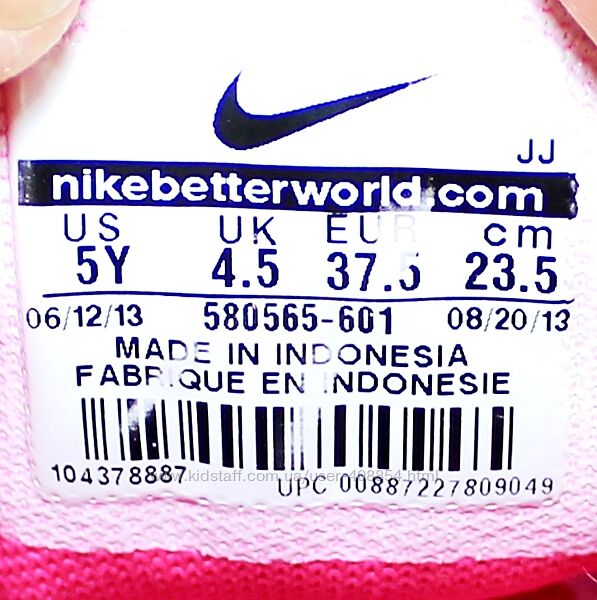 JJ
nikebetterworld.com
US UK EUR cm
5Y 4.5 37.5 23.5
06/12/13 580565-601 08/20/13
MADE IN INDONESIA
FABRIQUE EN INDONESIE
104378887
www.kidstaff.com.ua/user-408854.html
UPC 00887227809049